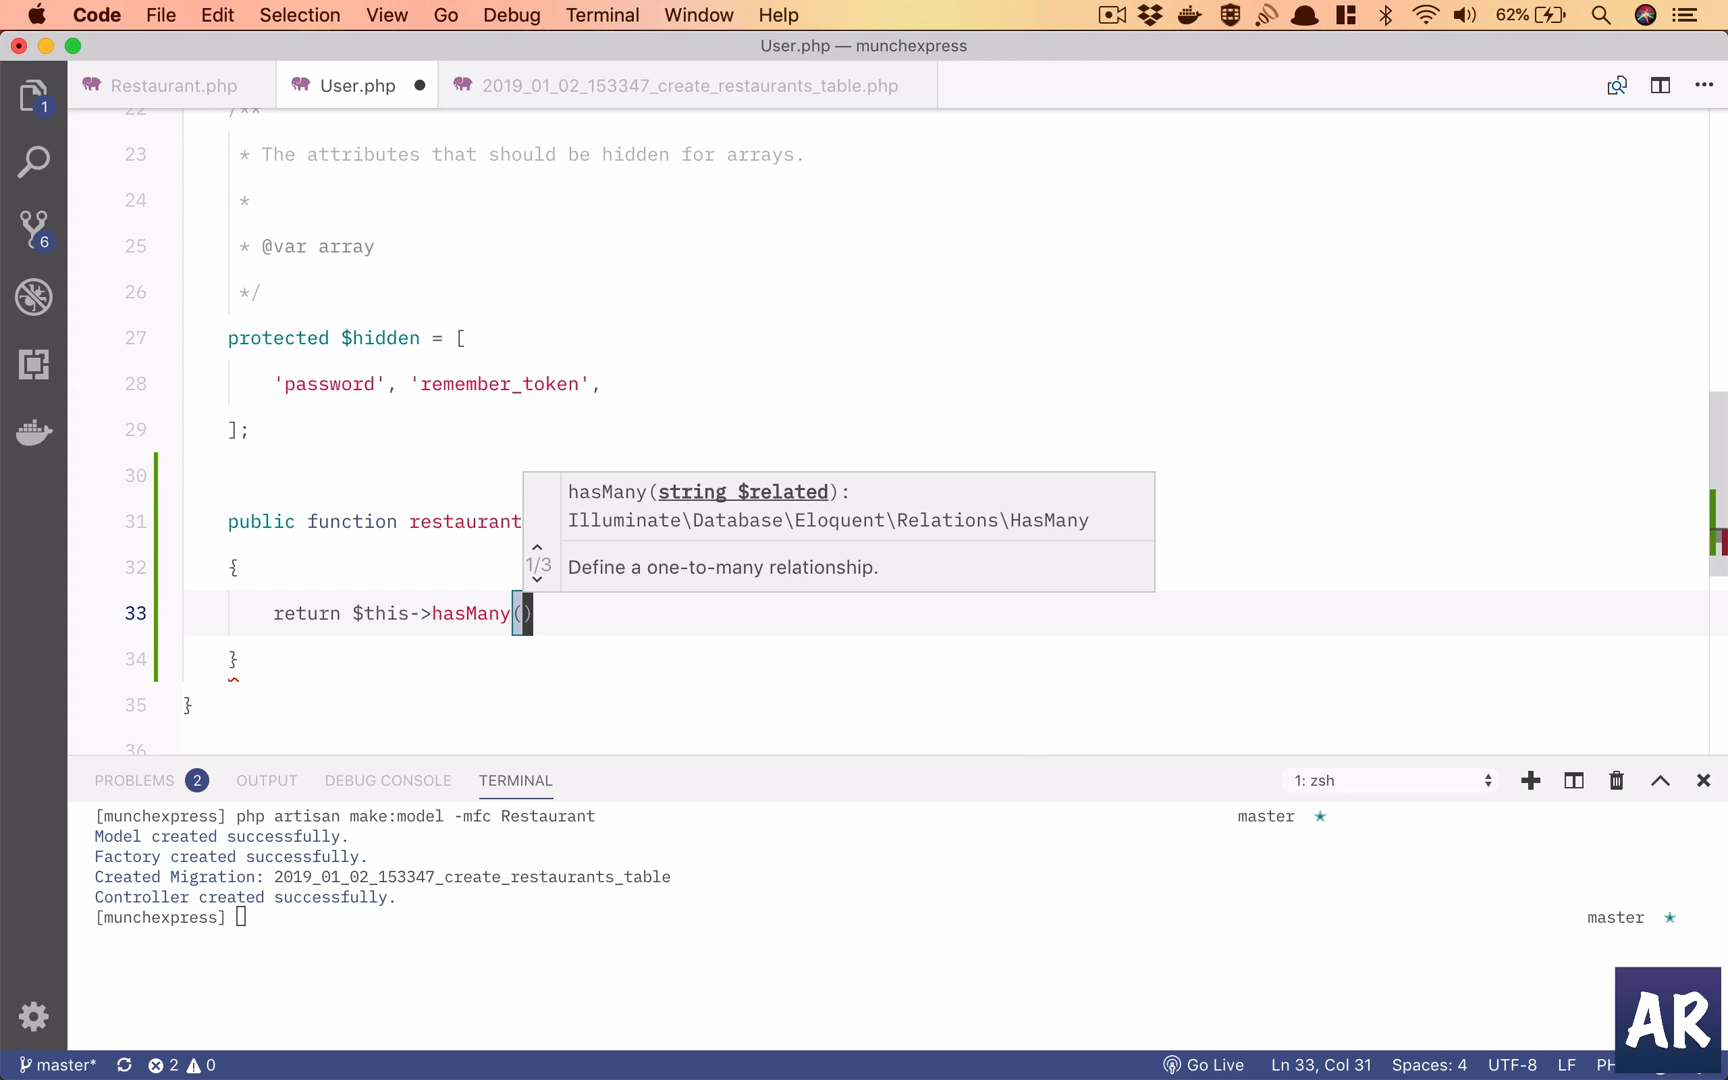 Code File Edit Selection View Go Debug Terminal Window Help 62%
User.php — munchexpress
Restaurant.php User.php 2019_01_02_153347_create_restaurants_table.php
1
22 /**
23 * The attributes that should be hidden for arrays.
24 *
25 * @var array
6
26 */
27 protected $hidden = [
28 'password', 'remember_token',
29 ];
30
31 public function restaurant
32 {
33 return $this->hasMany()
34 }
35 }
36
hasMany(string $related):
Illuminate\Database\Eloquent\Relations\HasMany
1/3
Define a one-to-many relationship.
PROBLEMS 2 OUTPUT DEBUG CONSOLE TERMINAL 1: zsh
[munchexpress] php artisan make:model -mfc Restaurant master ★
Model created successfully.
Factory created successfully.
Created Migration: 2019_01_02_153347_create_restaurants_table
Controller created successfully.
[munchexpress] master ★
AR
master* 2 0 Go Live Ln 33, Col 31 Spaces: 4 UTF-8 LF